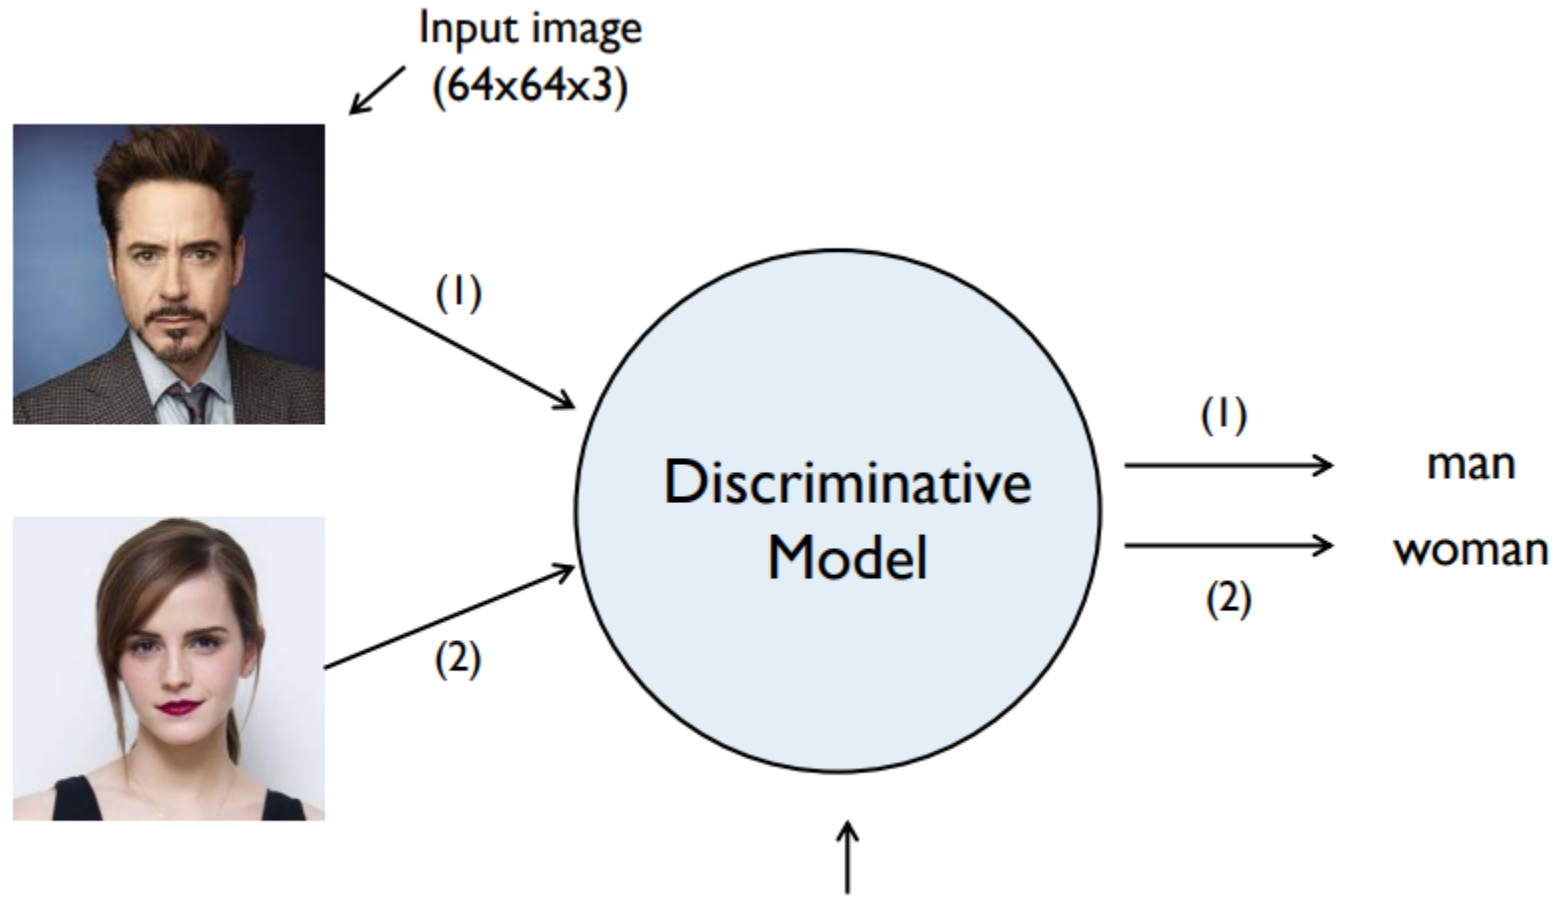 Input image
(64x64x3)
(1)
(1)
Discriminative
Model
man
woman
(2)
(2)